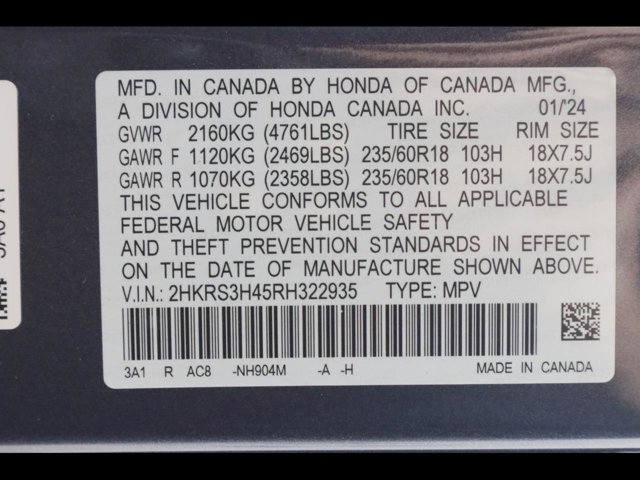 MFD. IN CANADA BY HONDA OF CANADA MFG.,
A DIVISION OF HONDA CANADA INC. 01/'24
GVWR 2160KG (4761LBS) TIRE SIZE RIM SIZE
GAWR F 1120KG (2469LBS) 235/60R18 103H 18X7.5J
GAWR R 1070KG (2358LBS) 235/60R18 103H 18X7.5J
THIS VEHICLE CONFORMS TO ALL APPLICABLE
FEDERAL MOTOR VEHICLE SAFETY
AND THEFT PREVENTION STANDARDS IN EFFECT
ON THE DATE OF MANUFACTURE SHOWN ABOVE.
V.I.N.: 2HKRS3H45RH322935 TYPE: MPV
3A1 R AC8 -NH904M -A -H MADE IN CANADA